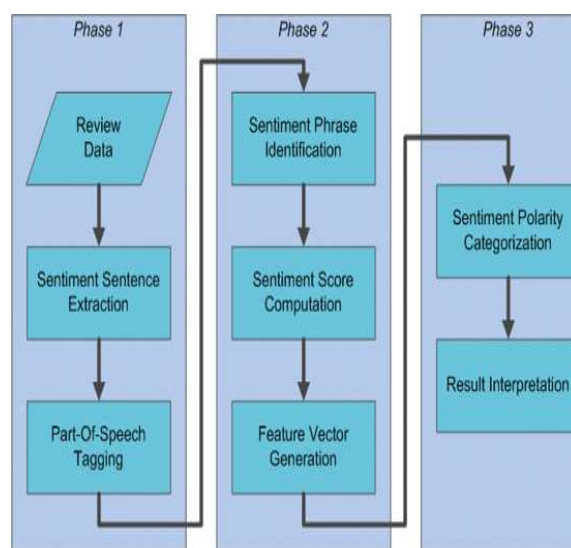 Phase 1
Review
Data
Sentiment Sentence
Extraction
Part-Of-Speech
Tagging
Phase 2
Sentiment Phrase
Identification
Sentiment Score
Computation
Feature Vector
Generation
Phase 3
Sentiment Polarity
Categorization
Result Interpretation